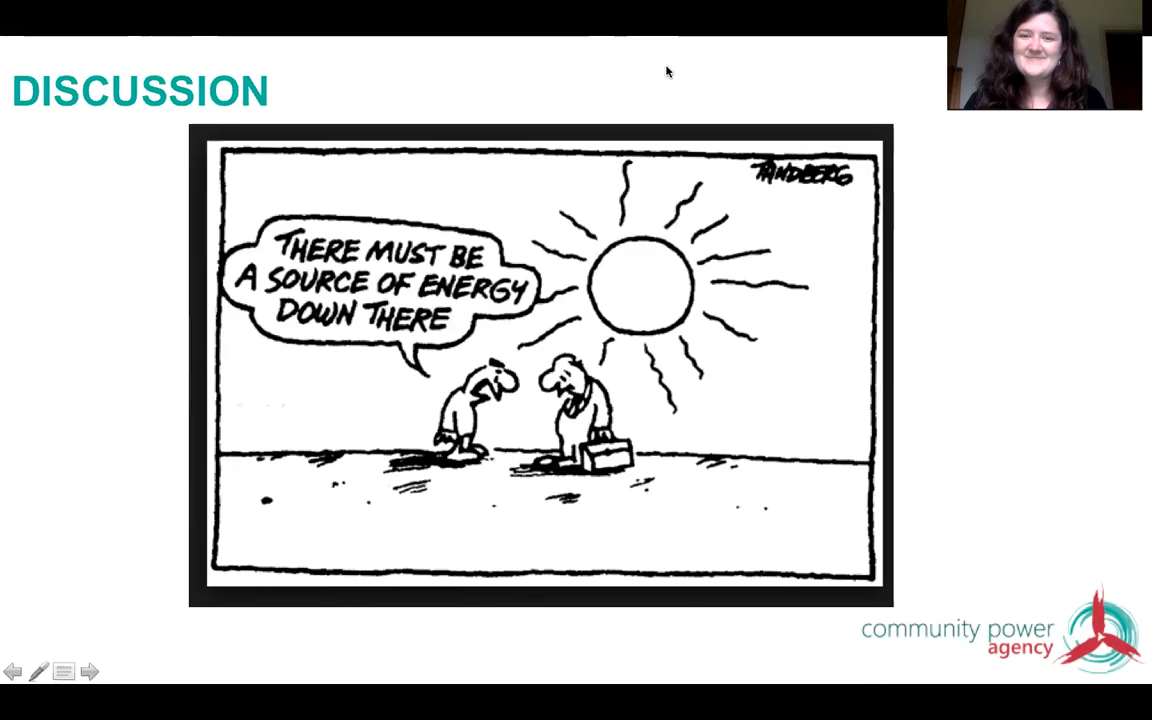 DISCUSSION
TANDBERG
THERE MUST BE
A SOURCE OF ENERGY
DOWN THERE
community power
agency